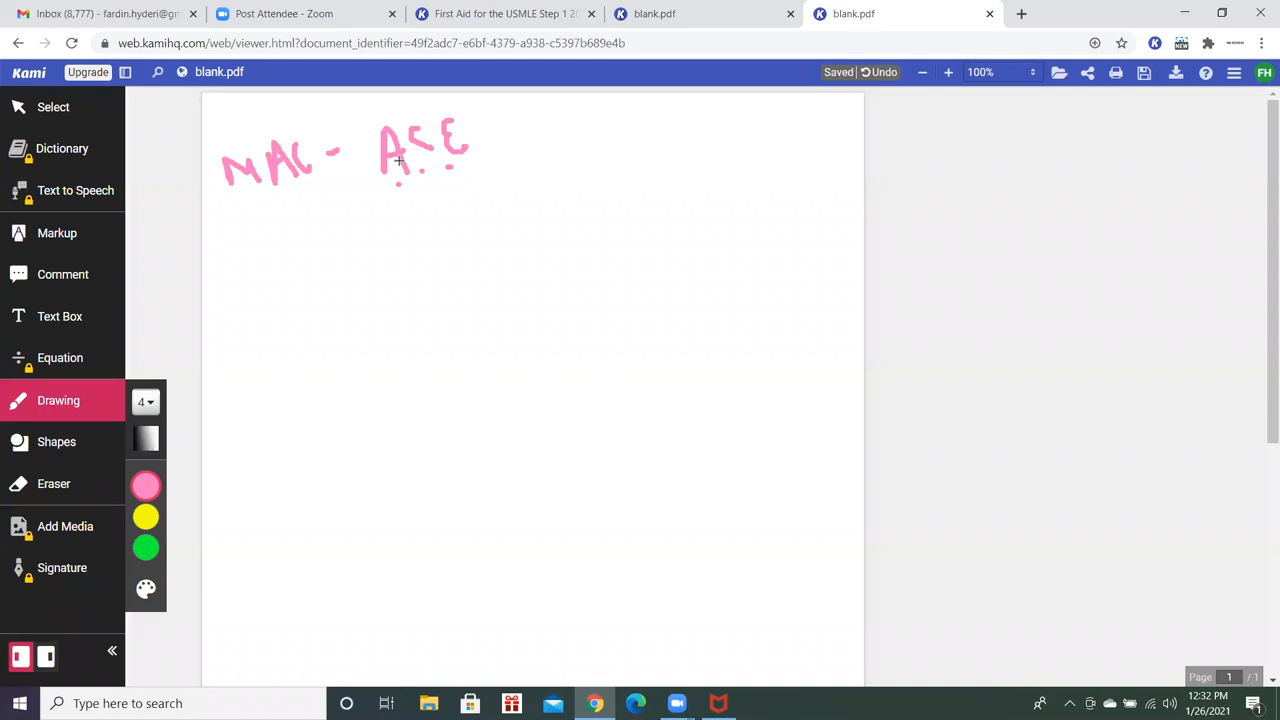 Inbox (8,777) - fardin.hyderi@gm
Post Attendee - Zoom
First Aid for the USMLE Step 1 20
blank.pdf
blank.pdf
web.kamihq.com/web/viewer.html?document_identifier=49f2adc7-e6bf-4379-a938-c5397b689e4b
NEW
Kami
Upgrade
blank.pdf
Saved Undo
100%
FH
Select
Dictionary
Text to Speech
Markup
Comment
T Text Box
Equation
Drawing
Shapes
Eraser
Add Media
Signature
4
MAC - A.C.E.
Page 1 / 1
Type here to search
12:32 PM
1/26/2021
1